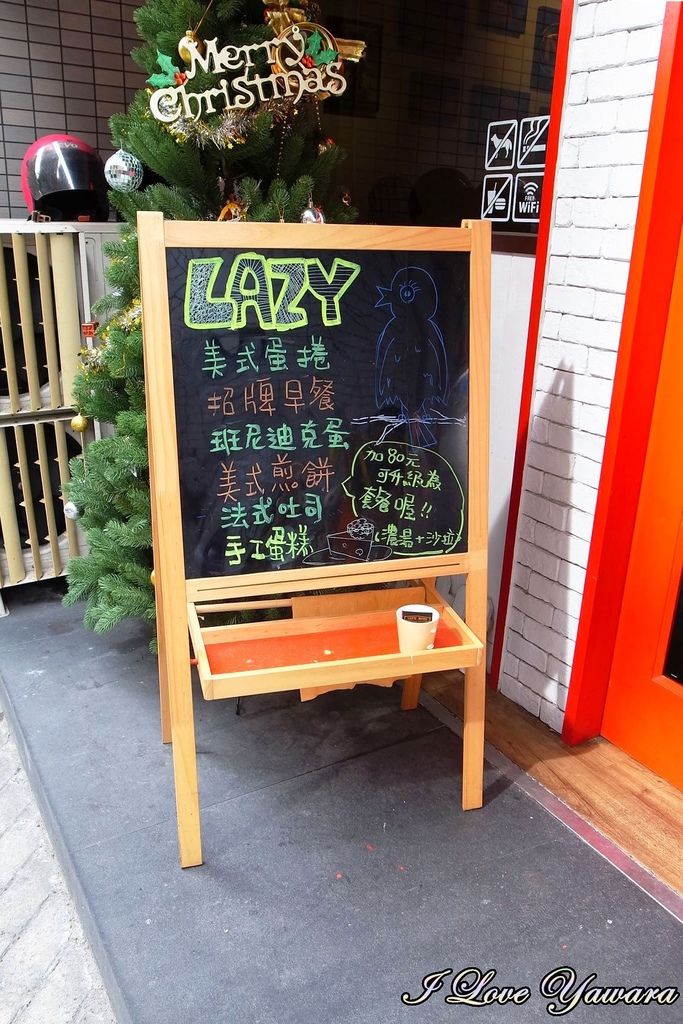 Merry
Christmas
FREE
WiFi
LAZY
美式蛋捲
招牌早餐
班尼迪克蛋
美式煎餅
法式吐司
手工蛋糕
加80元
可升級為
套餐喔!!
(濃湯+沙拉)
I Love Yawara